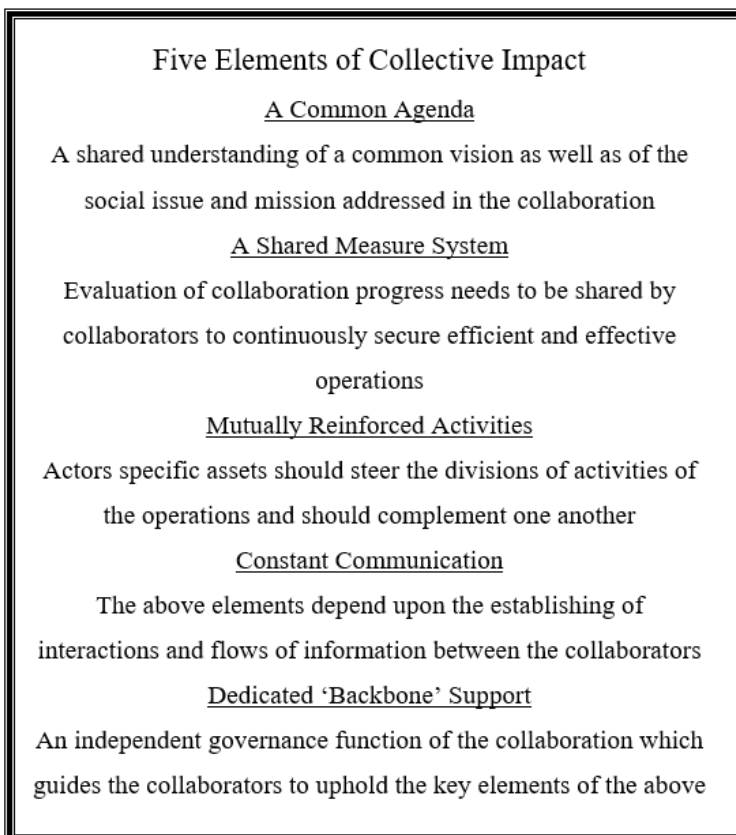 Five Elements of Collective Impact
A Common Agenda
A shared understanding of a common vision as well as of the
social issue and mission addressed in the collaboration
A Shared Measure System
Evaluation of collaboration progress needs to be shared by
collaborators to continuously secure efficient and effective
operations
Mutually Reinforced Activities
Actors specific assets should steer the divisions of activities of
the operations and should complement one another
Constant Communication
The above elements depend upon the establishing of
interactions and flows of information between the collaborators
Dedicated ‘Backbone’ Support
An independent governance function of the collaboration which
guides the collaborators to uphold the key elements of the above